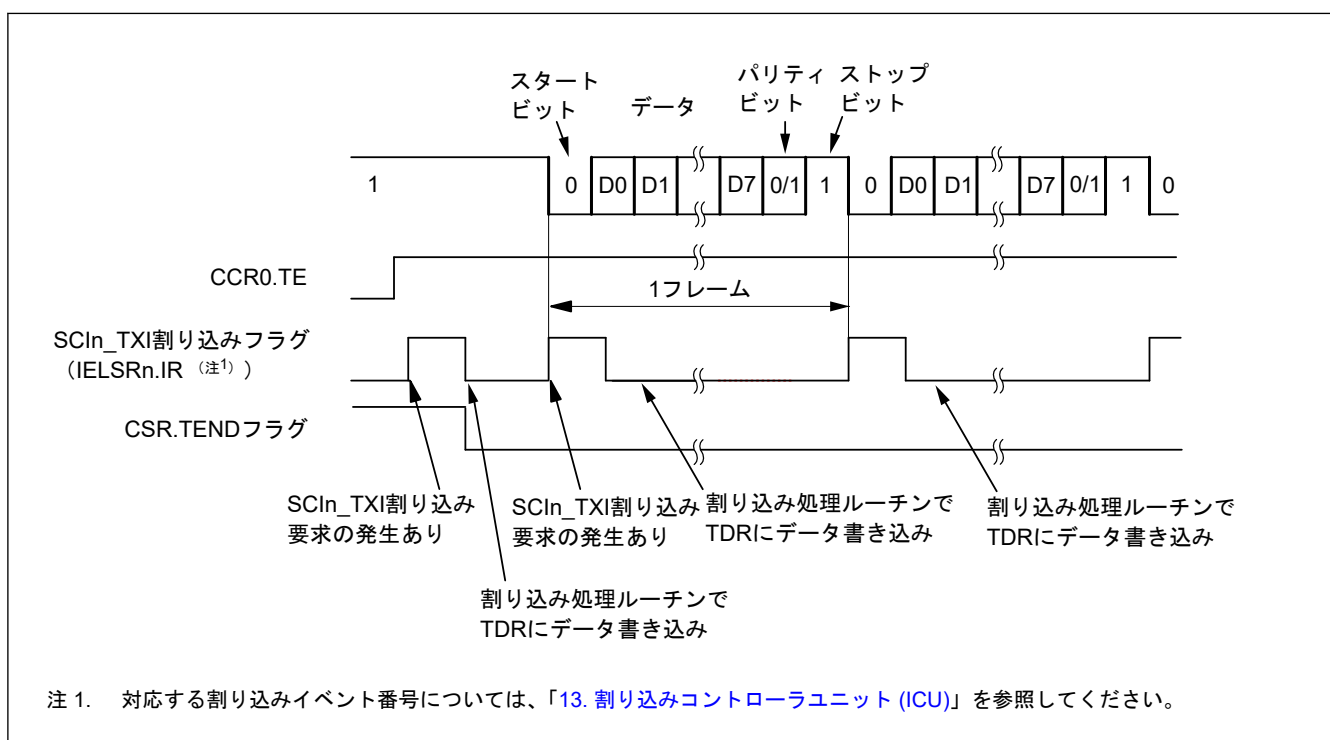 スタート
ビット
データ
パリティ
ビット
ストップ
ビット
1
0 D0 D1 D7 0/1 1 0 D0 D1 D7 0/1 1 0
CCR0.TE
1フレーム
SCIn_TXI割り込みフラグ
（IELSRn.IR （注1））
CSR.TENDフラグ
SCIn_TXI割り込み
要求の発生あり
SCIn_TXI割り込み
要求の発生あり
割り込み処理ルーチンで
TDRにデータ書き込み
割り込み処理ルーチンで
TDRにデータ書き込み
割り込み処理ルーチンで
TDRにデータ書き込み
注 1. 対応する割り込みイベント番号については、「13. 割り込みコントローラユニット (ICU)」を参照してください。